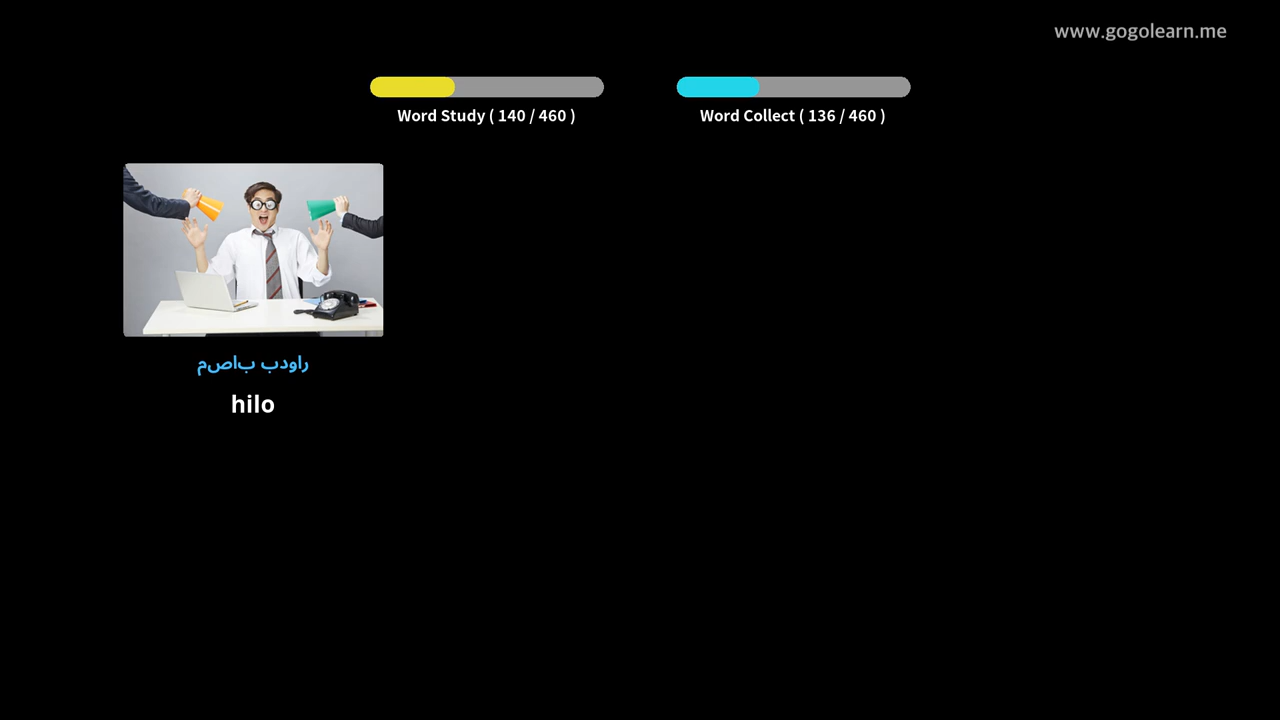 www.gogolearn.me
Word Study ( 140 / 460 )
Word Collect ( 136 / 460 )
راودب باصم
hilo